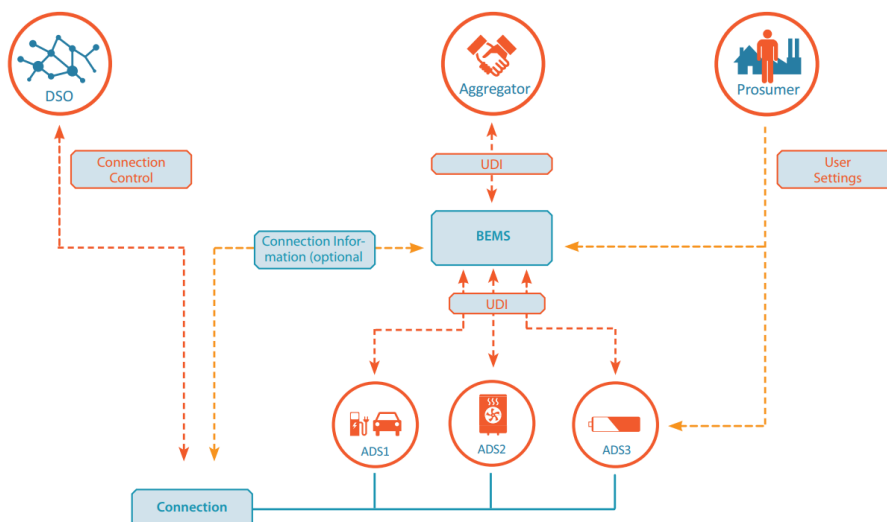 DSO
Aggregator
Prosumer
Connection
Control
UDI
User
Settings
Connection Infor-
mation (optional
BEMS
UDI
ADS1
ADS2
ADS3
Connection